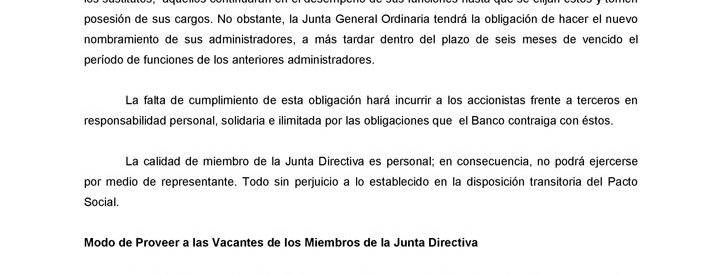 los sustitutos, aquellos continuarán en el desempeño de sus funciones hasta que se elijan éstos y tomen
posesión de sus cargos. No obstante, la Junta General Ordinaria tendrá la obligación de hacer el nuevo
nombramiento de sus administradores, a más tardar dentro del plazo de seis meses de vencido el
período de funciones de los anteriores administradores.
La falta de cumplimiento de esta obligación hará incurrir a los accionistas frente a terceros en
responsabilidad personal, solidaria e ilimitada por las obligaciones que el Banco contraiga con éstos.
La calidad de miembro de la Junta Directiva es personal; en consecuencia, no podrá ejercerse
por medio de representante. Todo sin perjuicio a lo establecido en la disposición transitoria del Pacto
Social.
Modo de Proveer a las Vacantes de los Miembros de la Junta Directiva